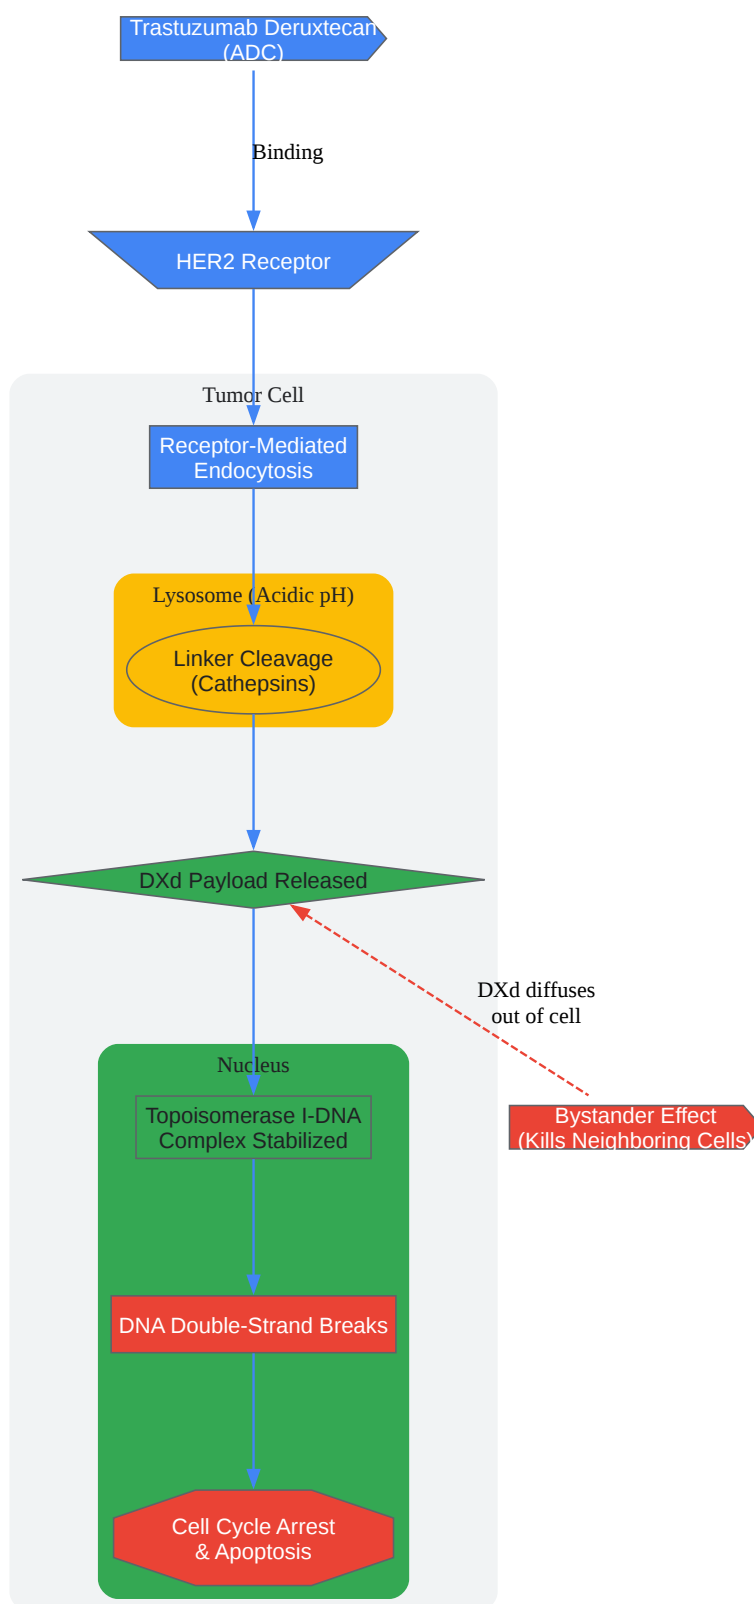 Trastuzumab Deruxtecan
(ADC)
Binding
HER2 Receptor
Tumor Cell
Receptor-Mediated
Endocytosis
Lysosome (Acidic pH)
Linker Cleavage
(Cathepsins)
DXd Payload Released
DXd diffuses
out of cell
Nucleus
Topoisomerase I-DNA
Complex Stabilized
Bystander Effect
(Kills Neighboring Cells)
DNA Double-Strand Breaks
Cell Cycle Arrest
& Apoptosis